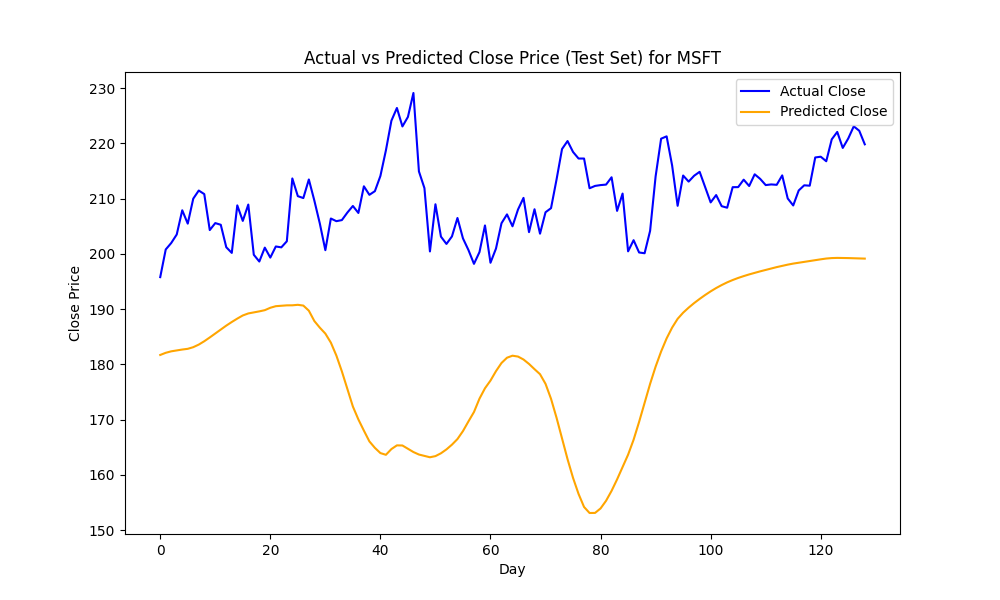 Actual vs Predicted Close Price (Test Set) for MSFT
Actual Close
Predicted Close
Close Price
230
220
210
200
190
180
170
160
150
0 20 40 60 80 100 120
Day